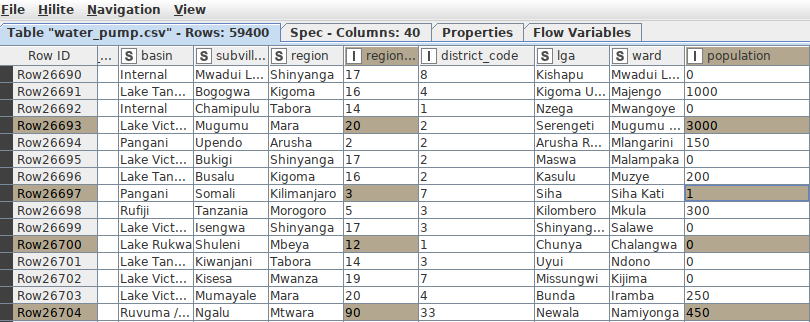 File Hilite Navigation View
Table "water_pump.csv" - Rows: 59400 Spec - Columns: 40 Properties Flow Variables
Row ID ... S basin S subvill... S region I region... I district_code S lga S ward I population
Row26690 Internal Mwadui L... Shinyanga 17 8 Kishapu Mwadui L... 0
Row26691 Lake Tan... Bogogwa Kigoma 16 4 Kigoma U... Majengo 1000
Row26692 Internal Chamipulu Tabora 14 1 Nzega Mwangoye 0
Row26693 Lake Vict... Mugumu Mara 20 2 Serengeti Mugumu ... 3000
Row26694 Pangani Upendo Arusha 2 2 Arusha R... Mlangarini 150
Row26695 Lake Vict... Bukigi Shinyanga 17 2 Maswa Malampaka 0
Row26696 Lake Tan... Busalu Kigoma 16 2 Kasulu Muzye 200
Row26697 Pangani Somali Kilimanjaro 3 7 Siha Siha Kati 1
Row26698 Rufiji Tanzania Morogoro 5 3 Kilombero Mkula 300
Row26699 Lake Vict... Isengwa Shinyanga 17 3 Shinyang... Salawe 0
Row26700 Lake Rukwa Shuleni Mbeya 12 1 Chunya Chalangwa 0
Row26701 Lake Tan... Kiwanjani Tabora 14 3 Uyui Ndono 0
Row26702 Lake Vict... Kisesa Mwanza 19 7 Missungwi Kijima 0
Row26703 Lake Vict... Mumayale Mara 20 4 Bunda Iramba 250
Row26704 Ruvuma /... Ngalu Mtwara 90 33 Newala Namiyonga 450